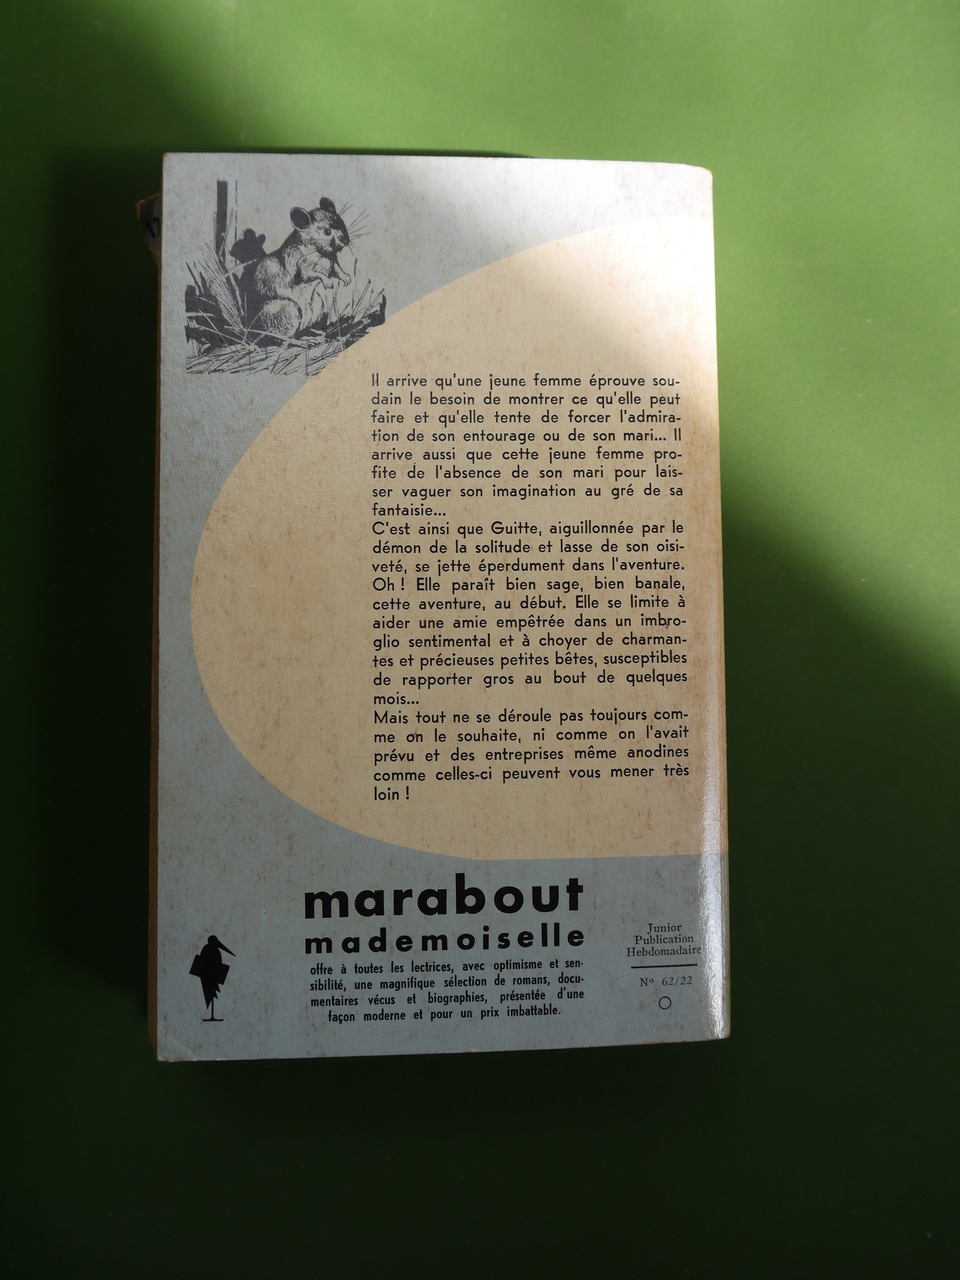 Il arrive qu'une jeune femme éprouve sou-
dain le besoin de montrer ce qu'elle peut
faire et qu'elle tente de forcer l'admira-
tion de son entourage ou de son mari... Il
arrive aussi que cette jeune femme pro-
fite de l'absence de son mari pour lais-
ser vaguer son imagination au gré de sa
fantaisie...
C'est ainsi que Guitte, aiguillonnée par le
démon de la solitude et lasse de son oisi-
veté, se jette éperdument dans l'aventure.
Oh ! Elle paraît bien sage, bien banale,
cette aventure, au début. Elle se limite à
aider une amie empêtrée dans un imbro-
glio sentimental et à choyer de charman-
tes et précieuses petites bêtes, susceptibles
de rapporter gros au bout de quelques
mois...
Mais tout ne se déroule pas toujours com-
me on le souhaite, ni comme on l'avait
prévu et des entreprises même anodines
comme celles-ci peuvent vous mener très
loin !
marabout
mademoiselle
offre à toutes les lectrices, avec optimisme et sen-
sibilité, une magnifique sélection de romans, docu-
mentaires vécus et biographies, présentée d'une
façon moderne et pour un prix imbattable.
Junior
Publication
Hebdomadaire
Nº 62/22